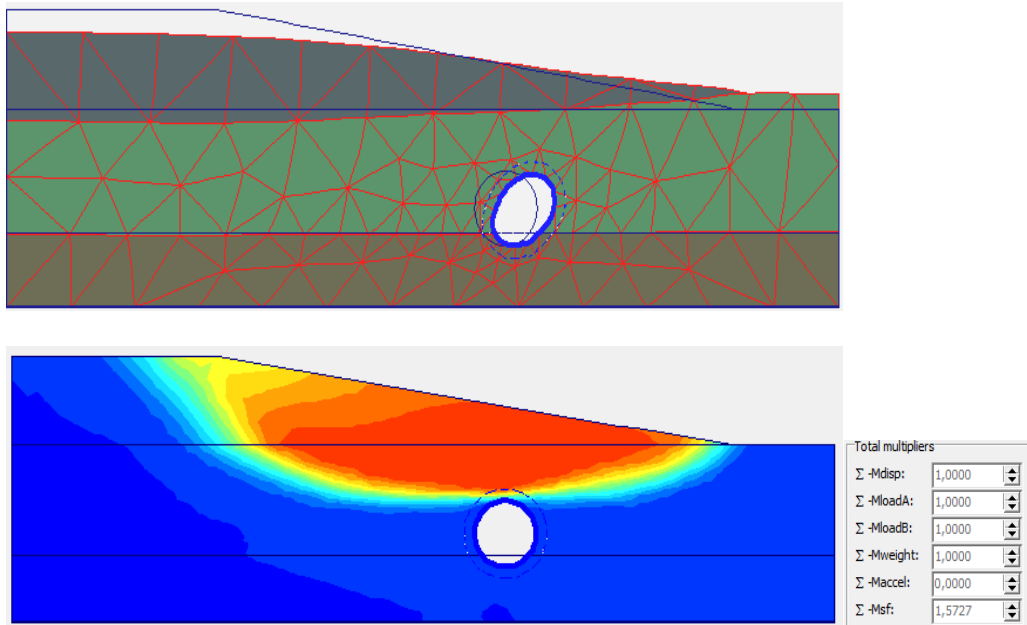 Total multipliers
Σ -Mdisp: 1,0000
Σ -MloadA: 1,0000
Σ -MloadB: 1,0000
Σ -Mweight: 1,0000
Σ -Maccel: 0,0000
Σ -Msf: 1,5727